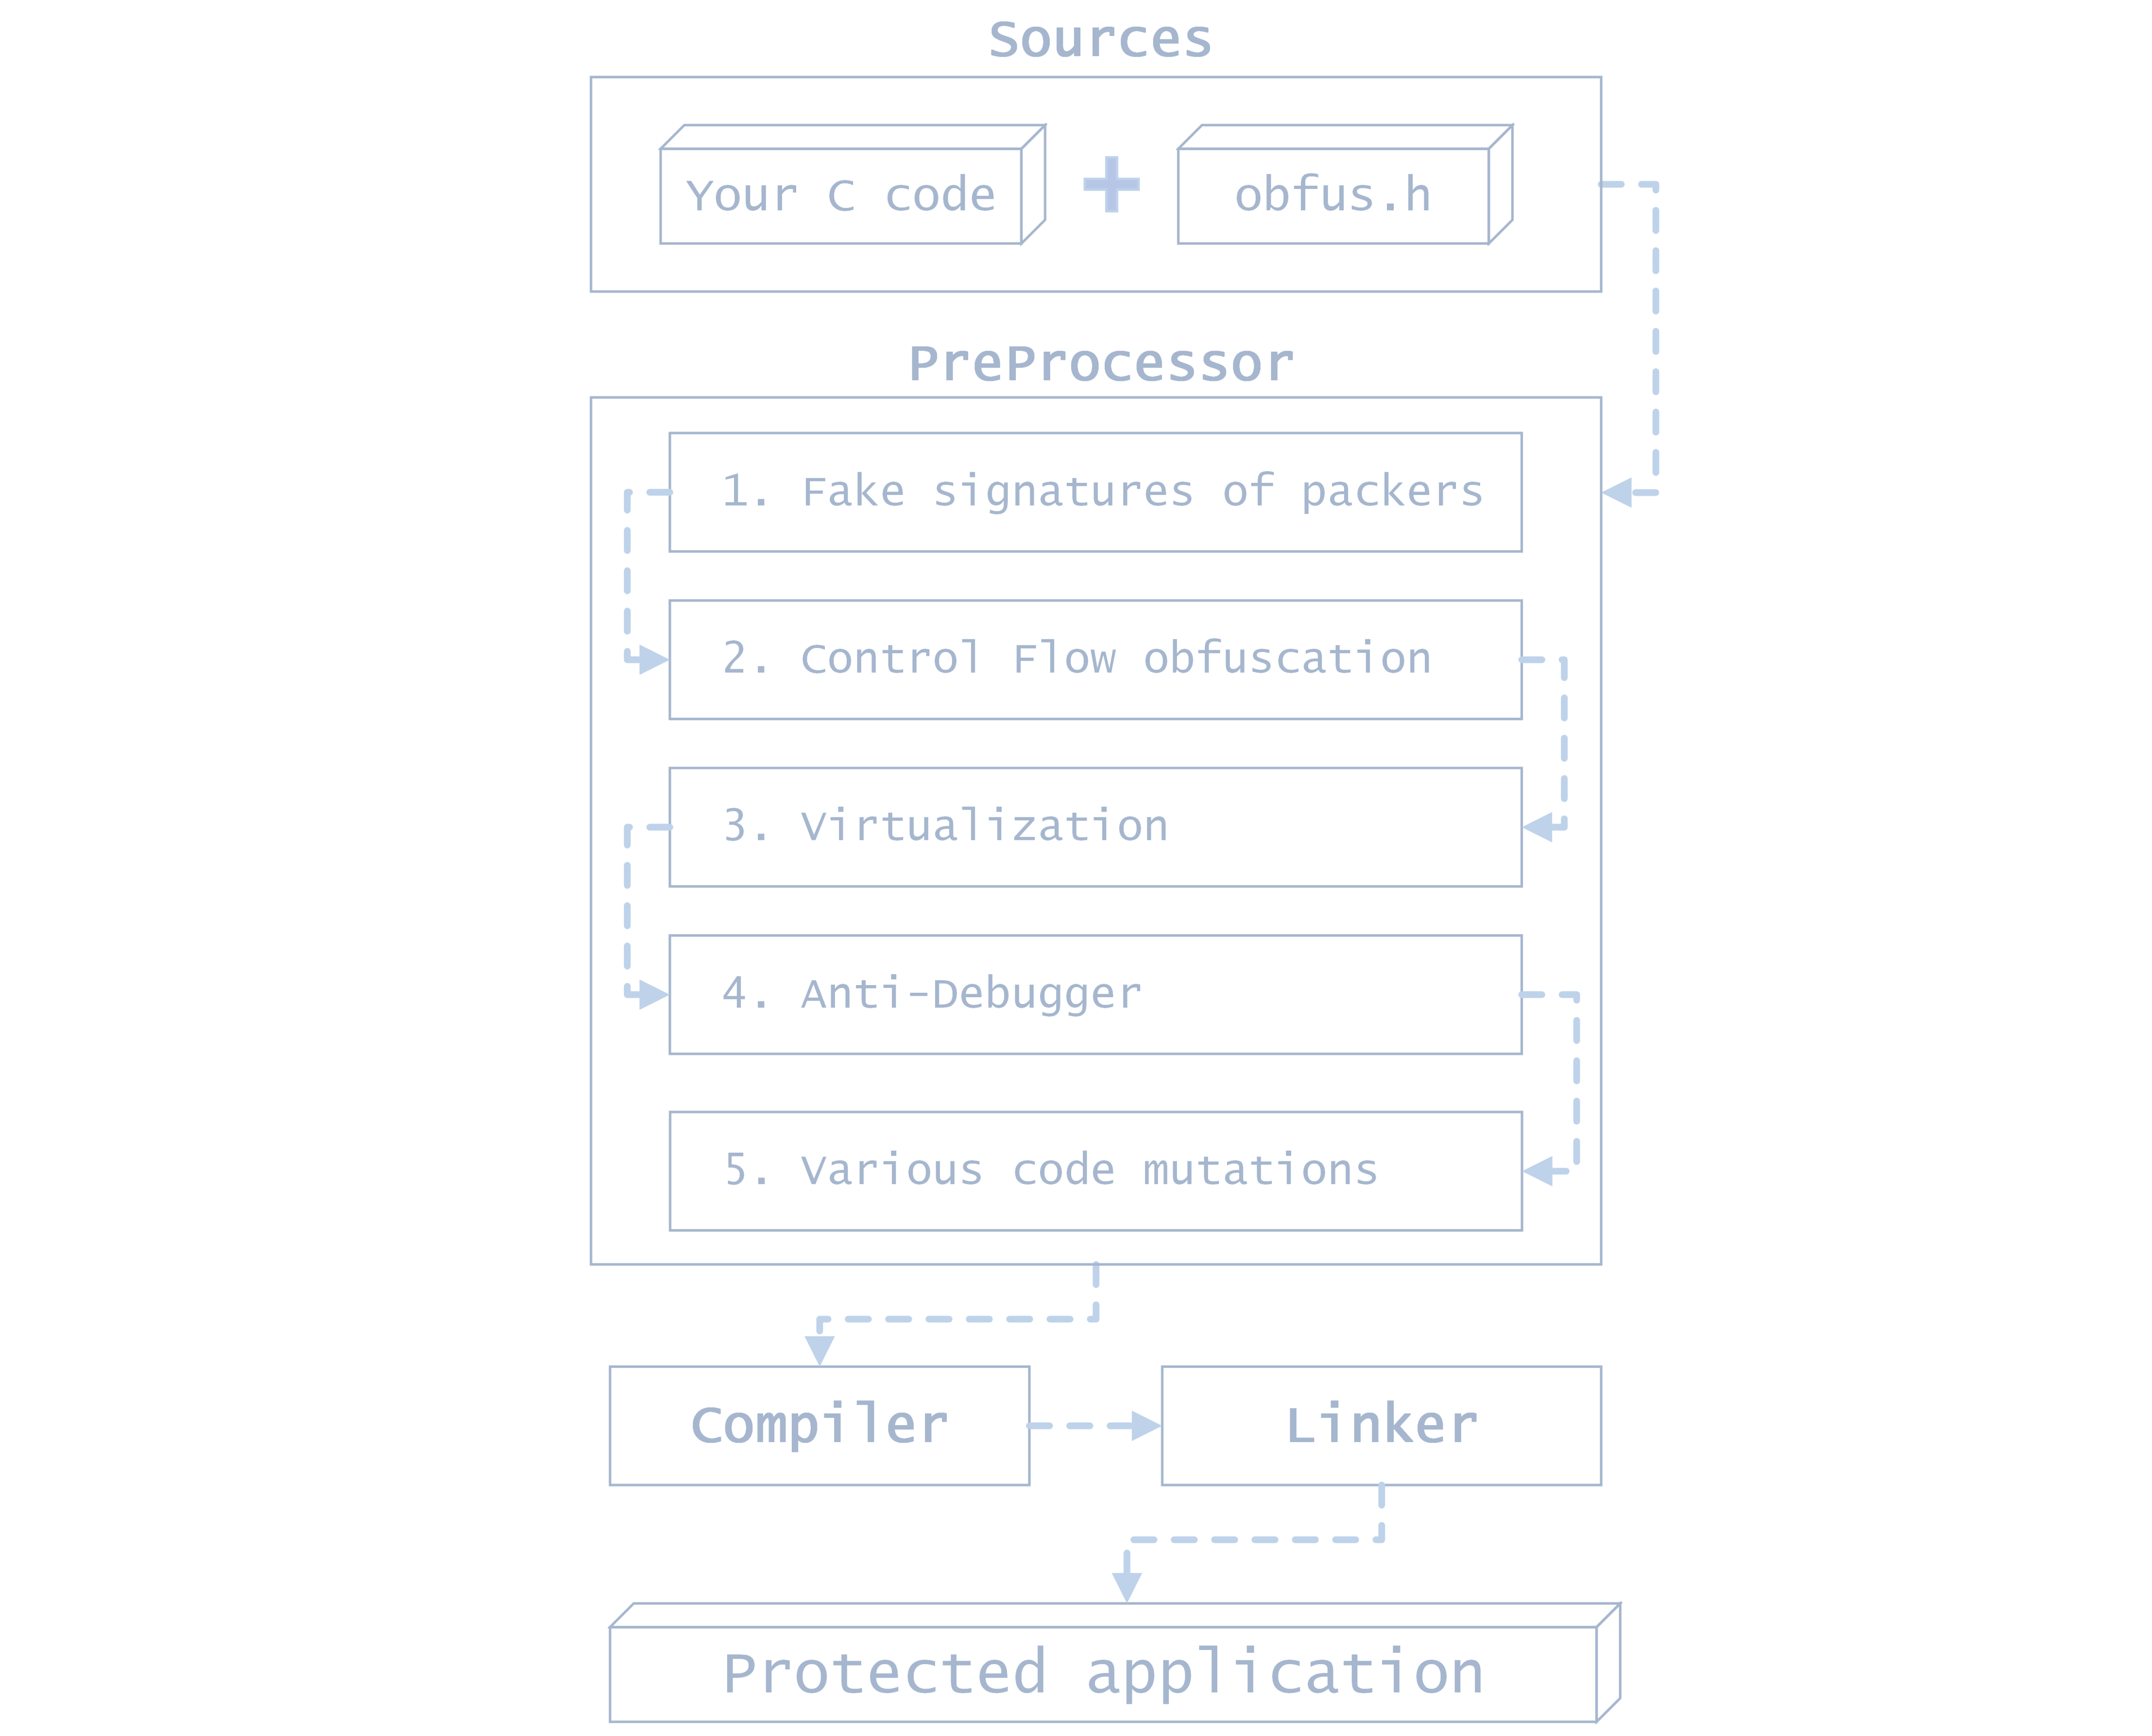 Sources
Your C code
obfus.h
PreProcessor
1. Fake signatures of packers
2. Control Flow obfuscation
3. Virtualization
4. Anti-Debugger
5. Various code mutations
Compiler
Linker
Protected application